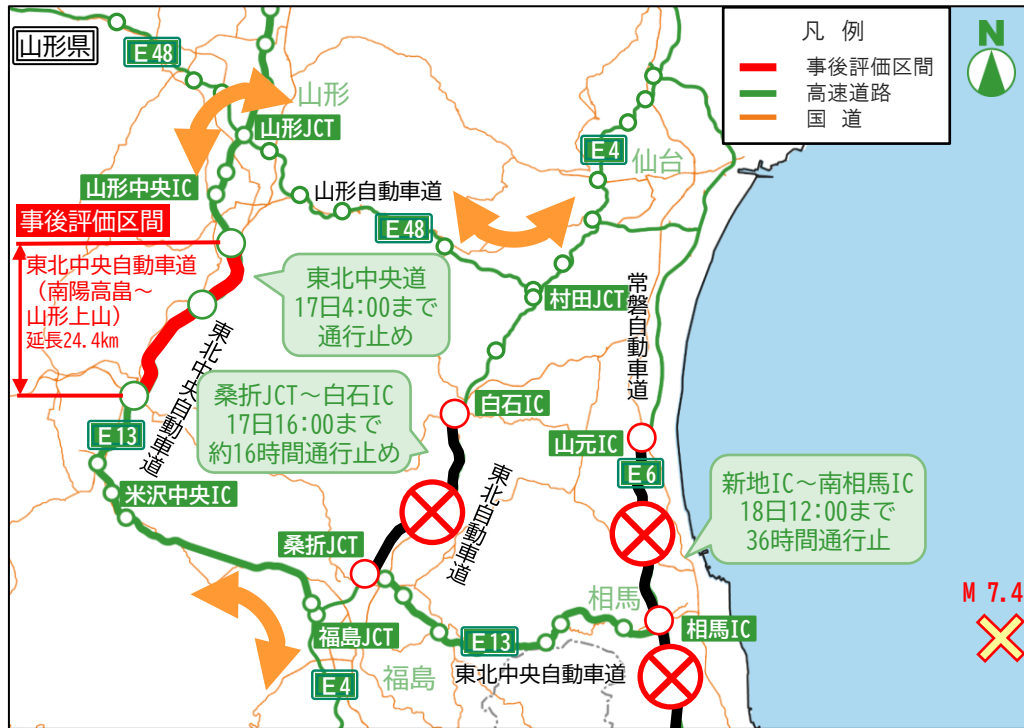 山形県
凡 例
事後評価区間
高速道路
国 道
N
E 48
山形
山形JCT
E 4
仙台
山形中央IC
山形自動車道
事後評価区間
E 48
東北中央自動車道
（南陽高畠～
山形上山）
延長24.4km
東北中央道
17日4:00まで
通行止め
村田JCT
常磐自動車道
東北中央自動車道
桑折JCT～白石IC
17日16:00まで
約16時間通行止め
白石IC
山元IC
E 13
E 6
米沢中央IC
東北自動車道
新地IC～南相馬IC
18日12:00まで
36時間通行止
桑折JCT
M 7.4
相馬
福島JCT
E 13
相馬IC
E 4
福島
東北中央自動車道